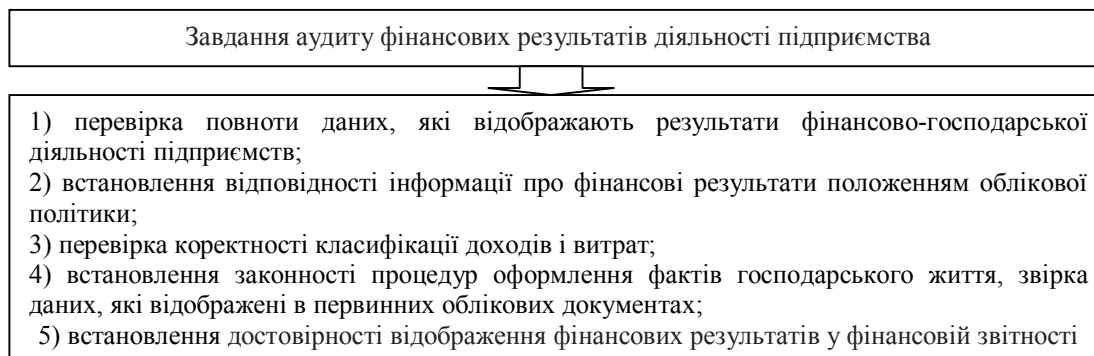 Завдання аудиту фінансових результатів діяльності підприємства
1) перевірка повноти даних, які відображають результати фінансово-господарської
діяльності підприємств;
2) встановлення відповідності інформації про фінансові результати положенням облікової
політики;
3) перевірка коректності класифікації доходів і витрат;
4) встановлення законності процедур оформлення фактів господарського життя, звірка
даних, які відображені в первинних облікових документах;
5) встановлення достовірності відображення фінансових результатів у фінансовій звітності